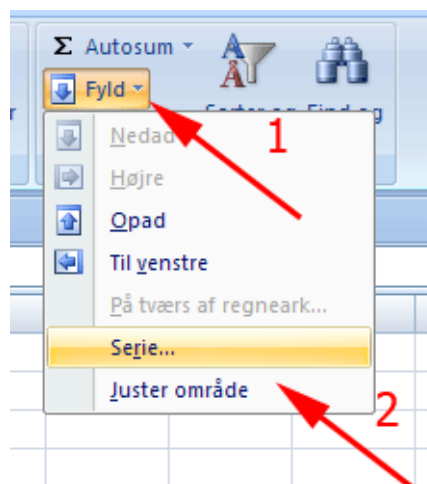 Σ Autosum
Fyld
1
Nedad
Højre
Opad
Til venstre
På tværs af regneark...
Serie...
Juster område
2